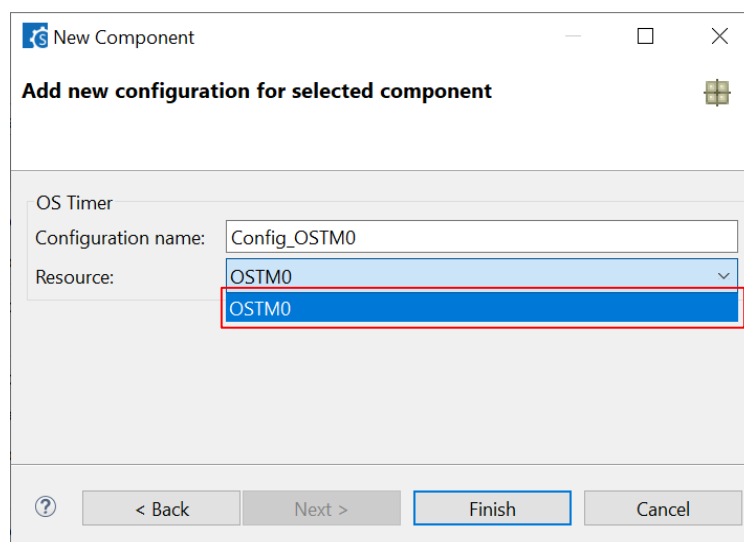 New Component
Add new configuration for selected component
OS Timer
Configuration name: Config_OSTM0
Resource: OSTM0
OSTM0
? < Back Next > Finish Cancel